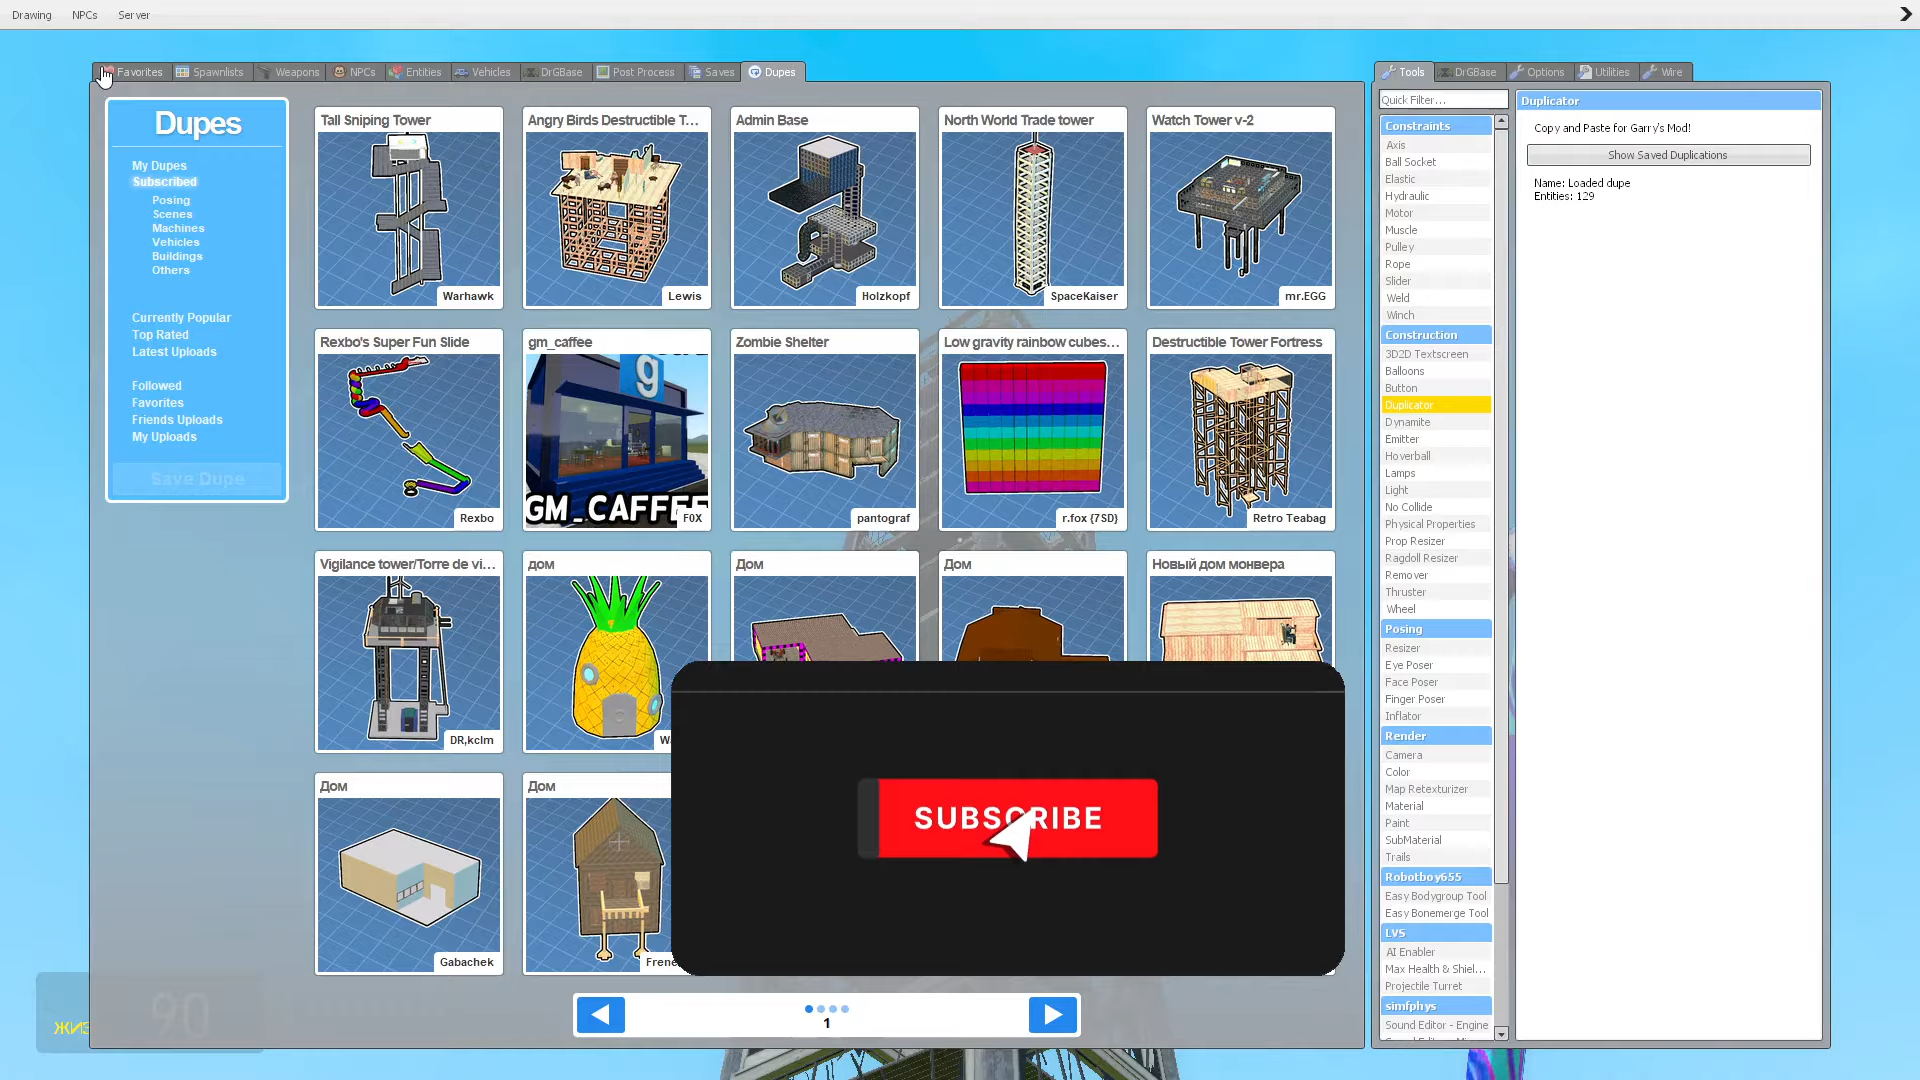 Drawing NPCs Server
Favorites Spawnlists Weapons NPCs Entities Vehicles DrGBase Post Process Saves Dupes
Dupes
My Dupes
Subscribed
Posing
Scenes
Machines
Vehicles
Buildings
Others
Currently Popular
Top Rated
Latest Uploads
Followed
Favorites
Friends Uploads
My Uploads
Save Dupe
Tall Sniping Tower
Warhawk
Angry Birds Destructible T...
Lewis
Admin Base
Holzkopf
North World Trade tower
SpaceKaiser
Watch Tower v-2
mr.EGG
Rexbo's Super Fun Slide
Rexbo
gm_caffee
g
GM_CAFFEE
F0X
Zombie Shelter
pantograf
Low gravity rainbow cubes...
r.fox {7SD}
Destructible Tower Fortress
Retro Teabag
Vigilance tower/Torre de vi...
DR,kclm
дом
Дом
Дом
Новый дом монвера
Дом
Gabachek
Дом
SUBSCRIBE
1
90
Tools DrGBase Options Utilities Wire
Quick Filter...
Constraints
Axis
Ball Socket
Elastic
Hydraulic
Motor
Muscle
Pulley
Rope
Slider
Weld
Winch
Construction
3D2D Textscreen
Balloons
Button
Duplicator
Dynamite
Emitter
Hoverball
Lamps
Light
No Collide
Physical Properties
Prop Resizer
Ragdoll Resizer
Remover
Thruster
Wheel
Posing
Resizer
Eye Poser
Face Poser
Finger Poser
Inflator
Render
Camera
Color
Map Retexturizer
Material
Paint
SubMaterial
Trails
Robotboy655
Easy Bodygroup Tool
Easy Bonemerge Tool
LVS
AI Enabler
Max Health & Shiel...
Projectile Turret
simfphys
Sound Editor - Engine
Duplicator
Copy and Paste for Garry's Mod!
Show Saved Duplications
Name: Loaded dupe
Entities: 129